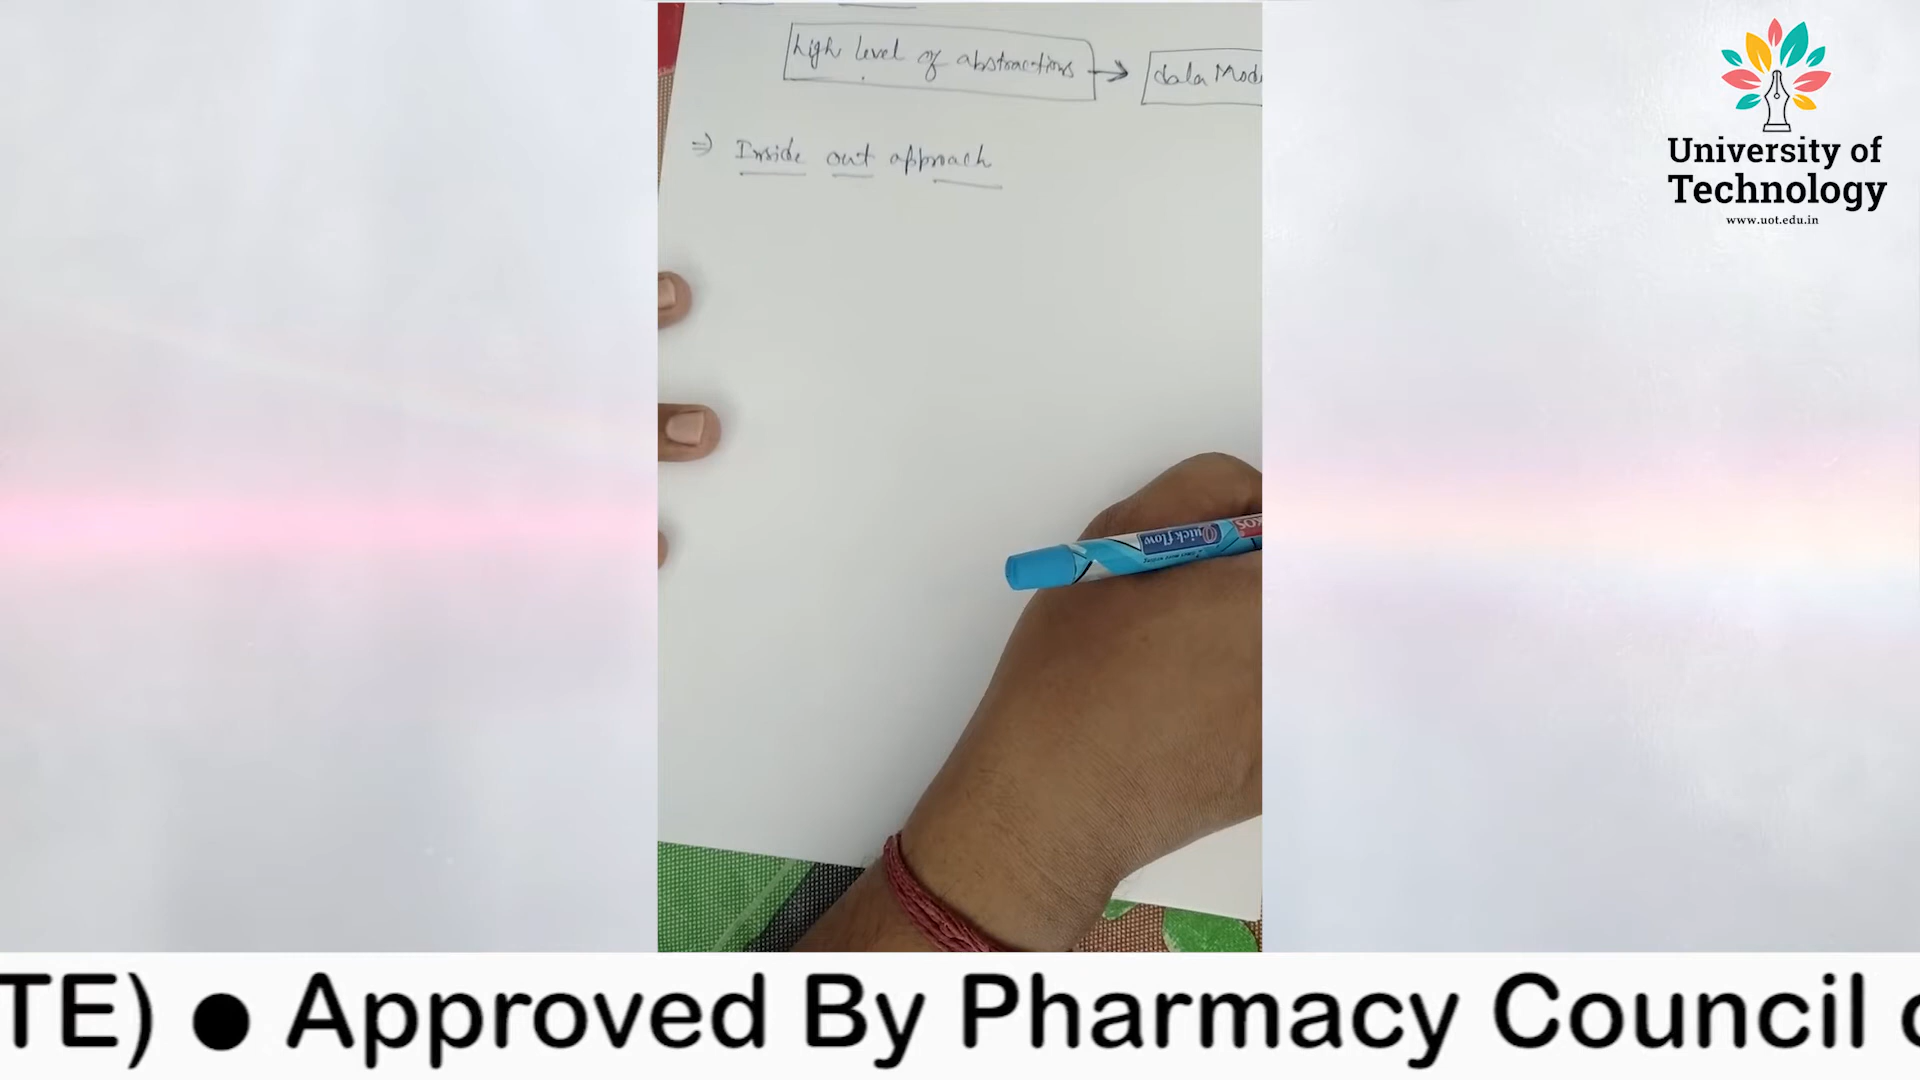 high level of abstractions
data Mod
⇒ Inside out approach
Quickflow
University of
Technology
www.uot.edu.in
TE) ● Approved By Pharmacy Council